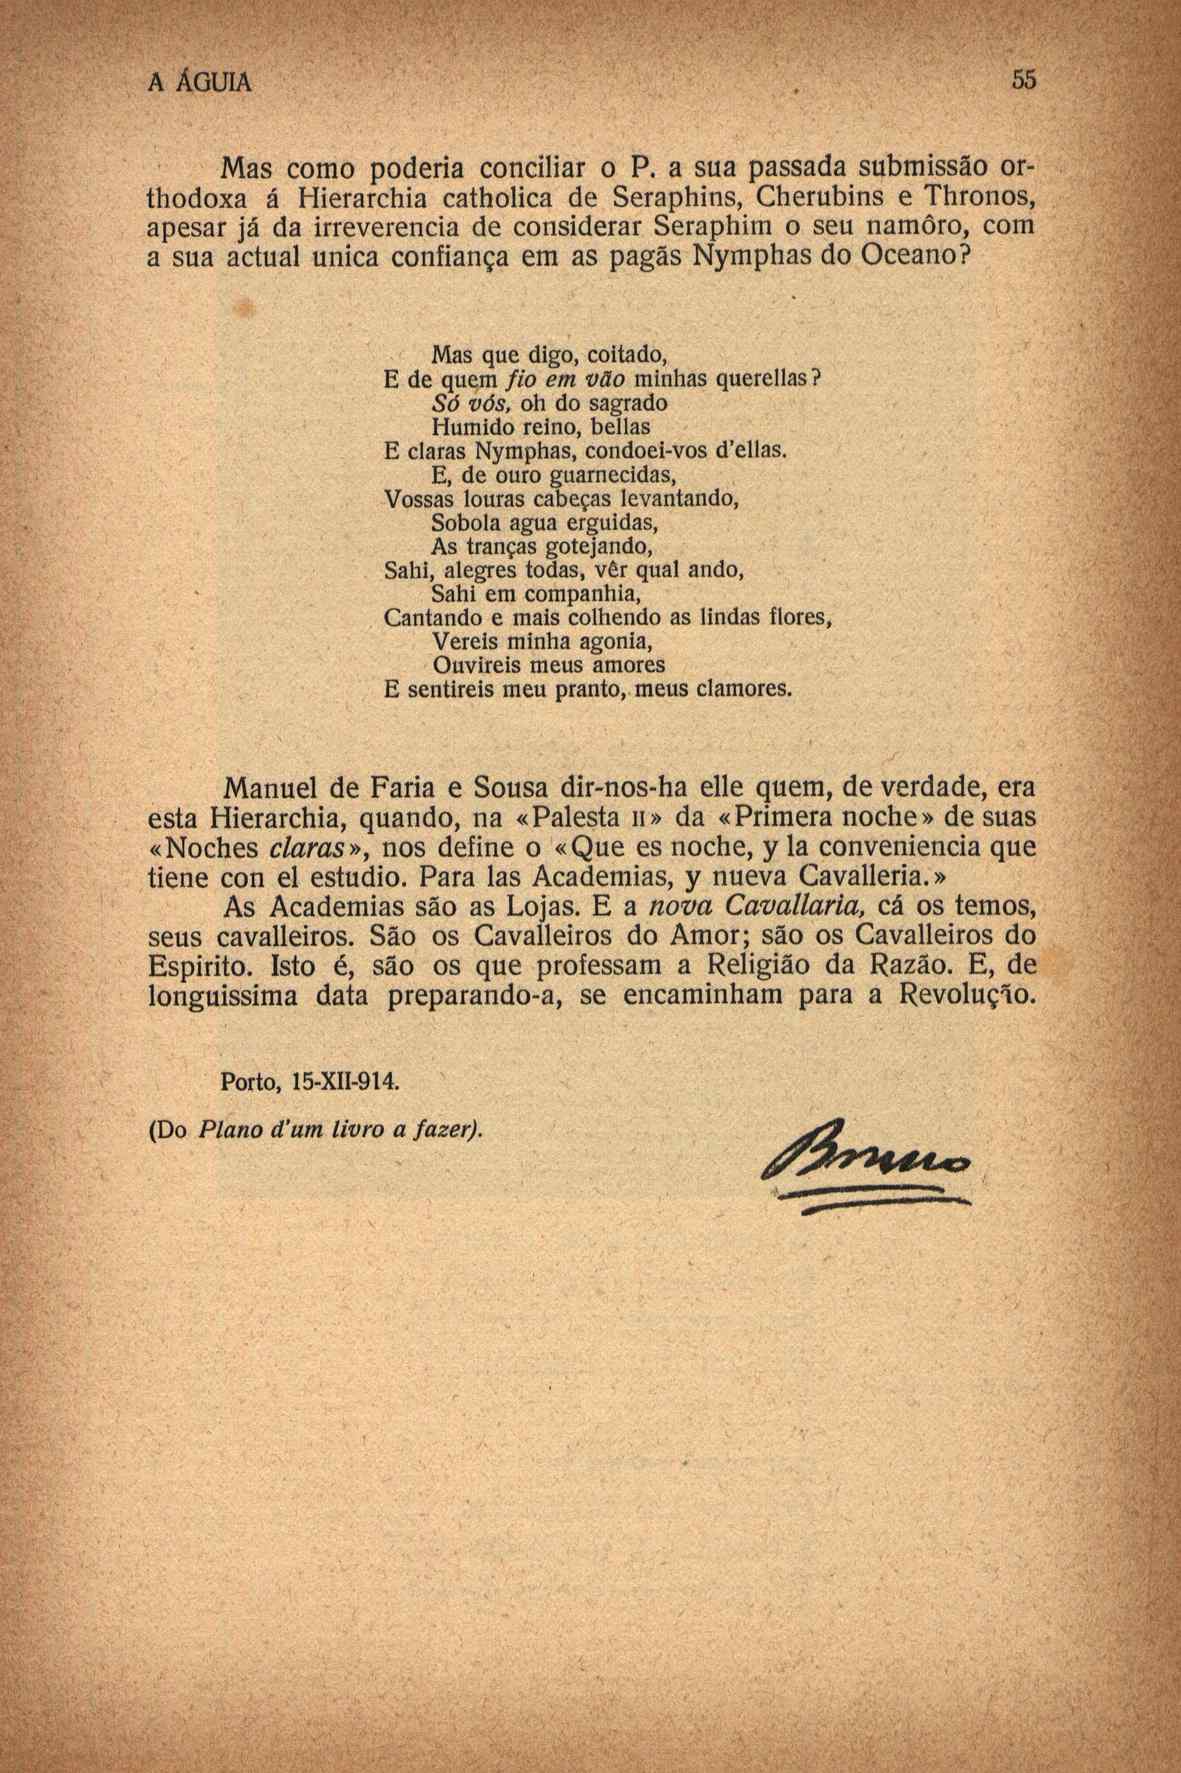 A ÁGUIA 55
Mas como poderia conciliar o P. a sua passada submissão or-
thodoxa á Hierarchia catholica de Seraphins, Cherubins e Thronos,
apesar já da irreverencia de considerar Seraphim o seu namôro, com
a sua actual unica confiança em as pagãs Nymphas do Oceano?
Mas que digo, coitado,
E de quem fio em vão minhas querellas?
Só vós, oh do sagrado
Humido reino, bellas
E claras Nymphas, condoei-vos d'ellas.
E, de ouro guarnecidas,
Vossas louras cabeças levantando,
Sobola agua erguidas,
As tranças gotejando,
Sahi, alegres todas, vêr qual ando,
Sahi em companhia,
Cantando e mais colhendo as lindas flores,
Vereis minha agonia,
Ouvireis meus amores
E sentireis meu pranto, meus clamores.
Manuel de Faria e Sousa dir-nos-ha elle quem, de verdade, era
esta Hierarchia, quando, na «Palesta II» da «Primera noche» de suas
«Noches claras», nos define o «Que es noche, y la conveniencia que
tiene con el estudio. Para las Academias, y nueva Cavalleria.»
As Academias são as Lojas. E a nova Cavallaria, cá os temos,
seus cavalleiros. São os Cavalleiros do Amor; são os Cavalleiros do
Espirito. Isto é, são os que professam a Religião da Razão. E, de
longuissima data preparando-a, se encaminham para a Revolução.
Porto, 15-XII-914.
(Do Plano d'um livro a fazer).
Bruno